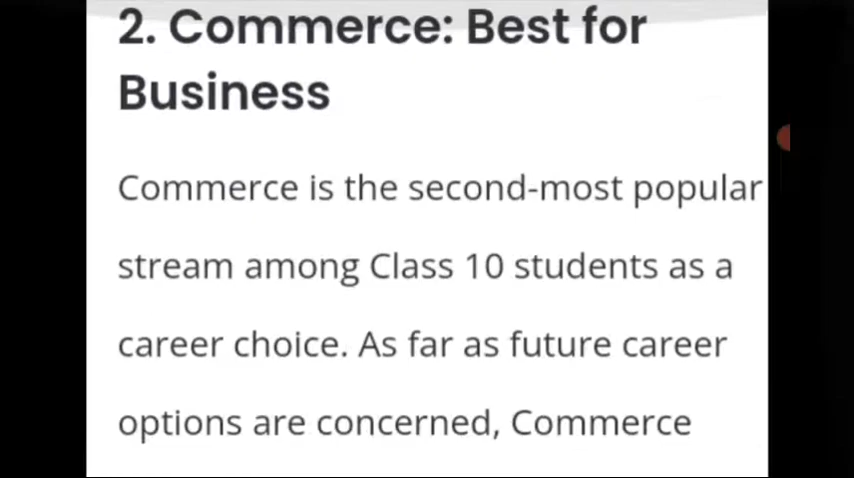 2. Commerce: Best for
Business
Commerce is the second-most popular
stream among Class 10 students as a
career choice. As far as future career
options are concerned, Commerce